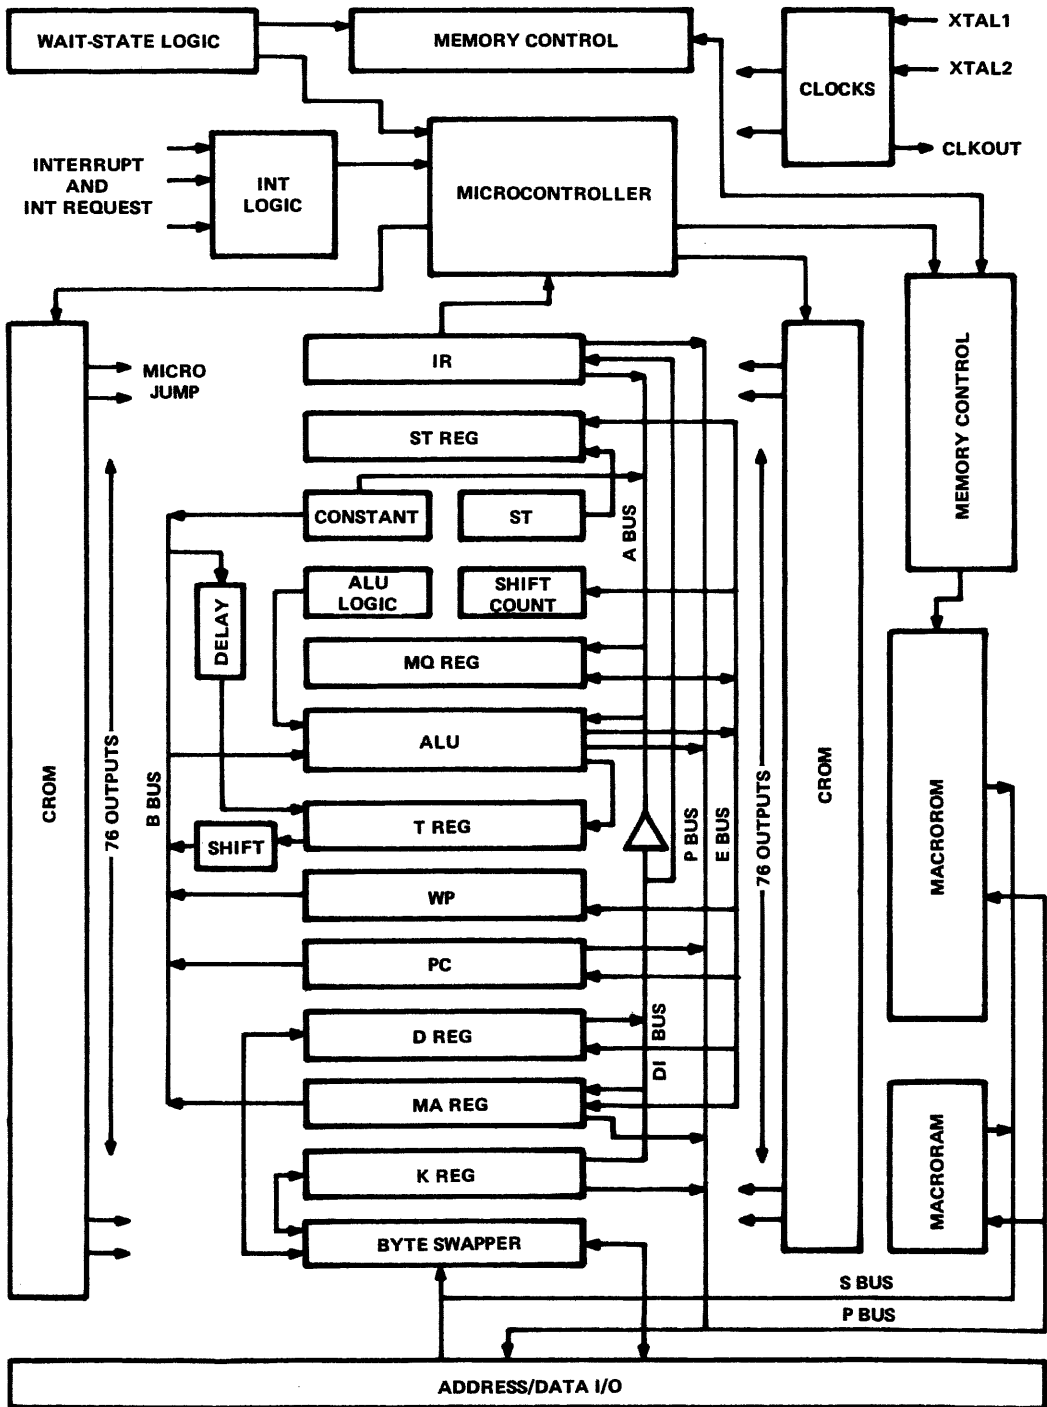 WAIT-STATE LOGIC
MEMORY CONTROL
XTAL1
XTAL2
CLOCKS
CLKOUT
INTERRUPT
AND
INT REQUEST
INT
LOGIC
MICROCONTROLLER
MEMORY CONTROL
CROM
MICRO
JUMP
76 OUTPUTS
B BUS
IR
ST REG
CONSTANT
ST
A BUS
DELAY
ALU
LOGIC
SHIFT
COUNT
MQ REG
ALU
T REG
SHIFT
WP
PC
D REG
MA REG
K REG
BYTE SWAPPER
DI BUS
P BUS
E BUS
76 OUTPUTS
CROM
MACROROM
MACRORAM
S BUS
P BUS
ADDRESS/DATA I/O